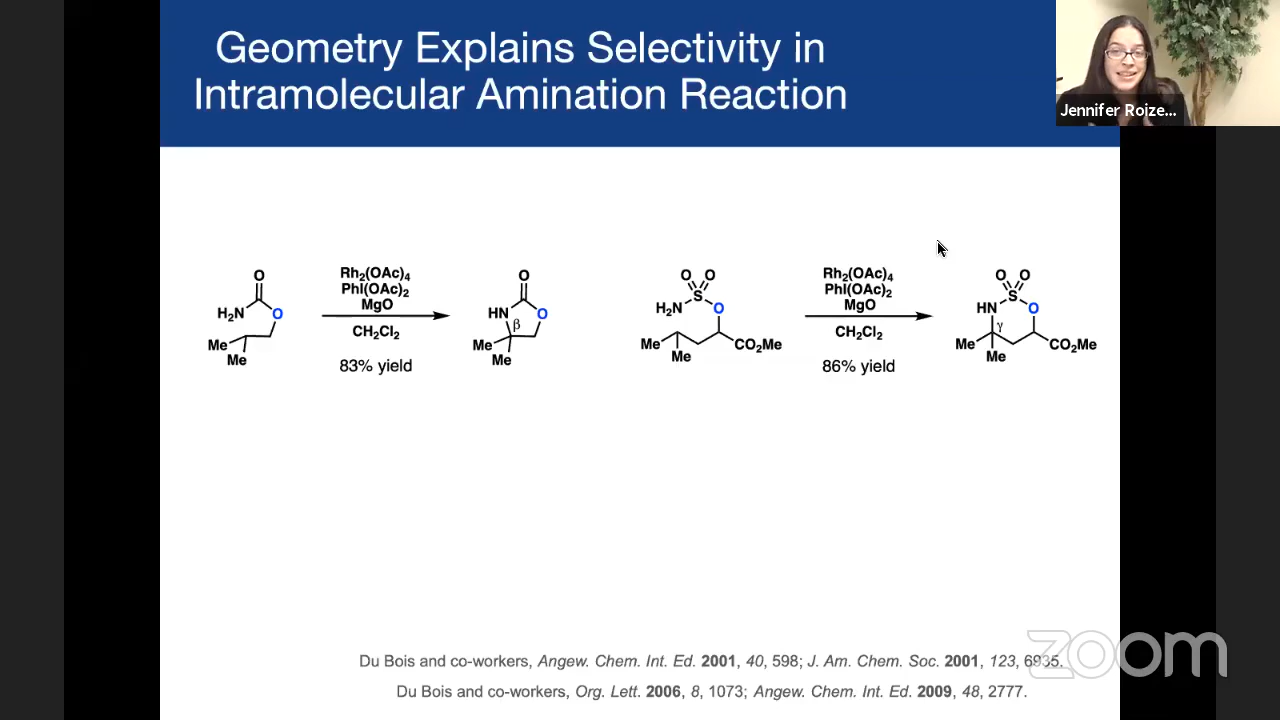 Geometry Explains Selectivity in
Intramolecular Amination Reaction
Jennifer Roize...
O
H₂N
O
Me
Me
Rh₂(OAc)₄
PhI(OAc)₂
MgO
CH₂Cl₂
83% yield
O
HN
O
β
Me
Me
O O
S
H₂N
O
Me
Me
CO₂Me
Rh₂(OAc)₄
PhI(OAc)₂
MgO
CH₂Cl₂
86% yield
O O
S
HN
O
γ
Me
Me
CO₂Me
Du Bois and co-workers, Angew. Chem. Int. Ed. 2001, 40, 598; J. Am. Chem. Soc. 2001, 123, 6935.
Du Bois and co-workers, Org. Lett. 2006, 8, 1073; Angew. Chem. Int. Ed. 2009, 48, 2777.
zoom